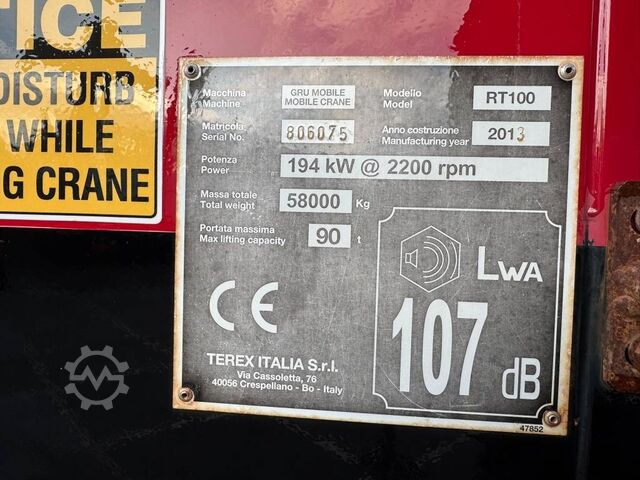 TICE
DISTURB
WHILE
G CRANE
Macchina
Machine
GRU MOBILE
MOBILE CRANE
Modello
Model
RT100
Matricola
Serial No.
806075
Anno costruzione
Manufacturing year
2013
Potenza
Power
194 kW @ 2200 rpm
Massa totale
Total weight
58000 Kg
Portata massima
Max lifting capacity
90 t
CE
LWA
107
dB
TEREX ITALIA S.r.l.
Via Cassoletta, 76
40056 Crespellano - Bo - Italy
47852